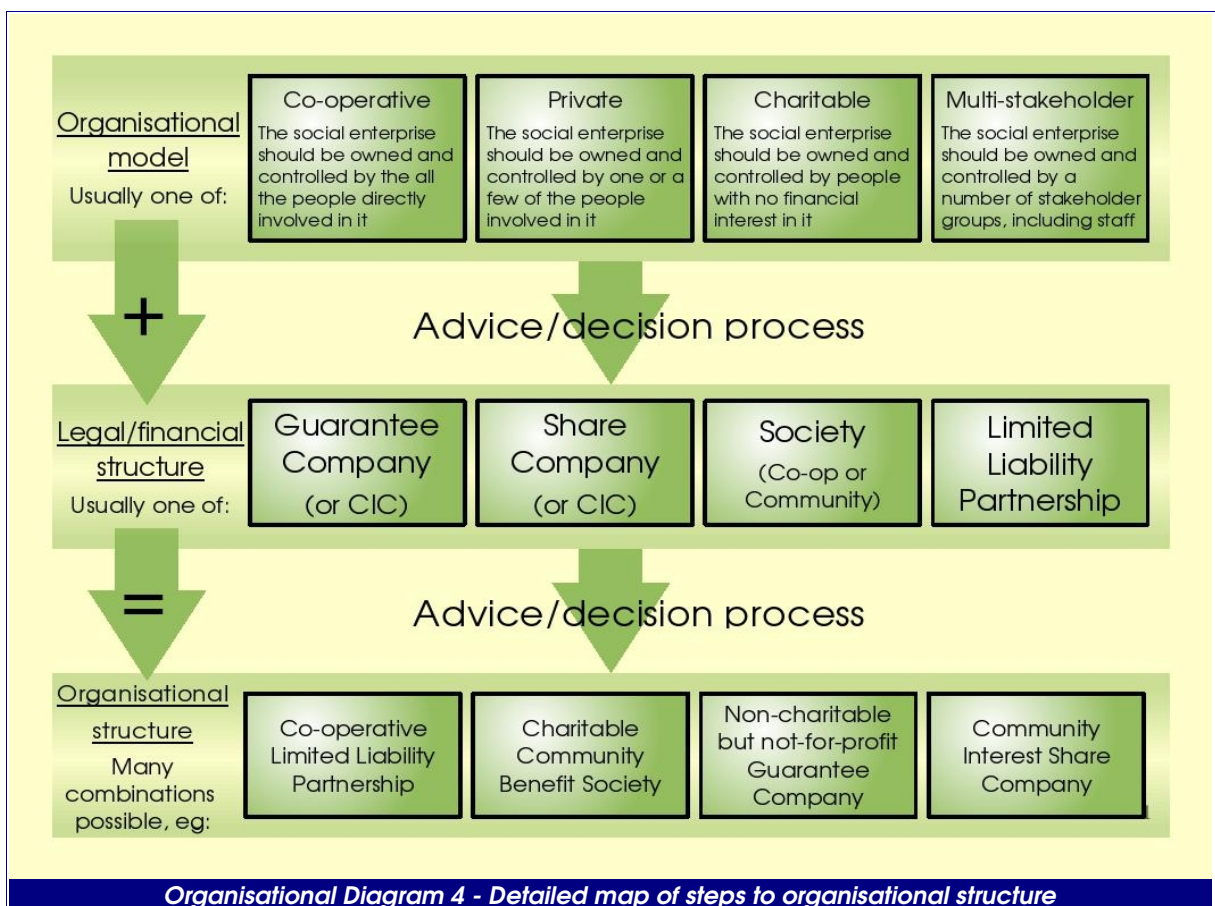 Organisational
model
Usually one of:
Co-operative
The social enterprise
should be owned and
controlled by the all
the people directly
involved in it
Private
The social enterprise
should be owned and
controlled by one or a
few of the people
involved in it
Charitable
The social enterprise
should be owned and
controlled by people
with no financial
interest in it
Multi-stakeholder
The social enterprise
should be owned and
controlled by a
number of stakeholder
groups, including staff
+
Advice/decision process
Legal/financial
structure
Usually one of:
Guarantee
Company
(or CIC)
Share
Company
(or CIC)
Society
(Co-op or
Community)
Limited
Liability
Partnership
=
Advice/decision process
Organisational
structure
Many
combinations
possible, eg:
Co-operative
Limited Liability
Partnership
Charitable
Community
Benefit Society
Non-charitable
but not-for-profit
Guarantee
Company
Community
Interest Share
Company
Organisational Diagram 4 - Detailed map of steps to organisational structure